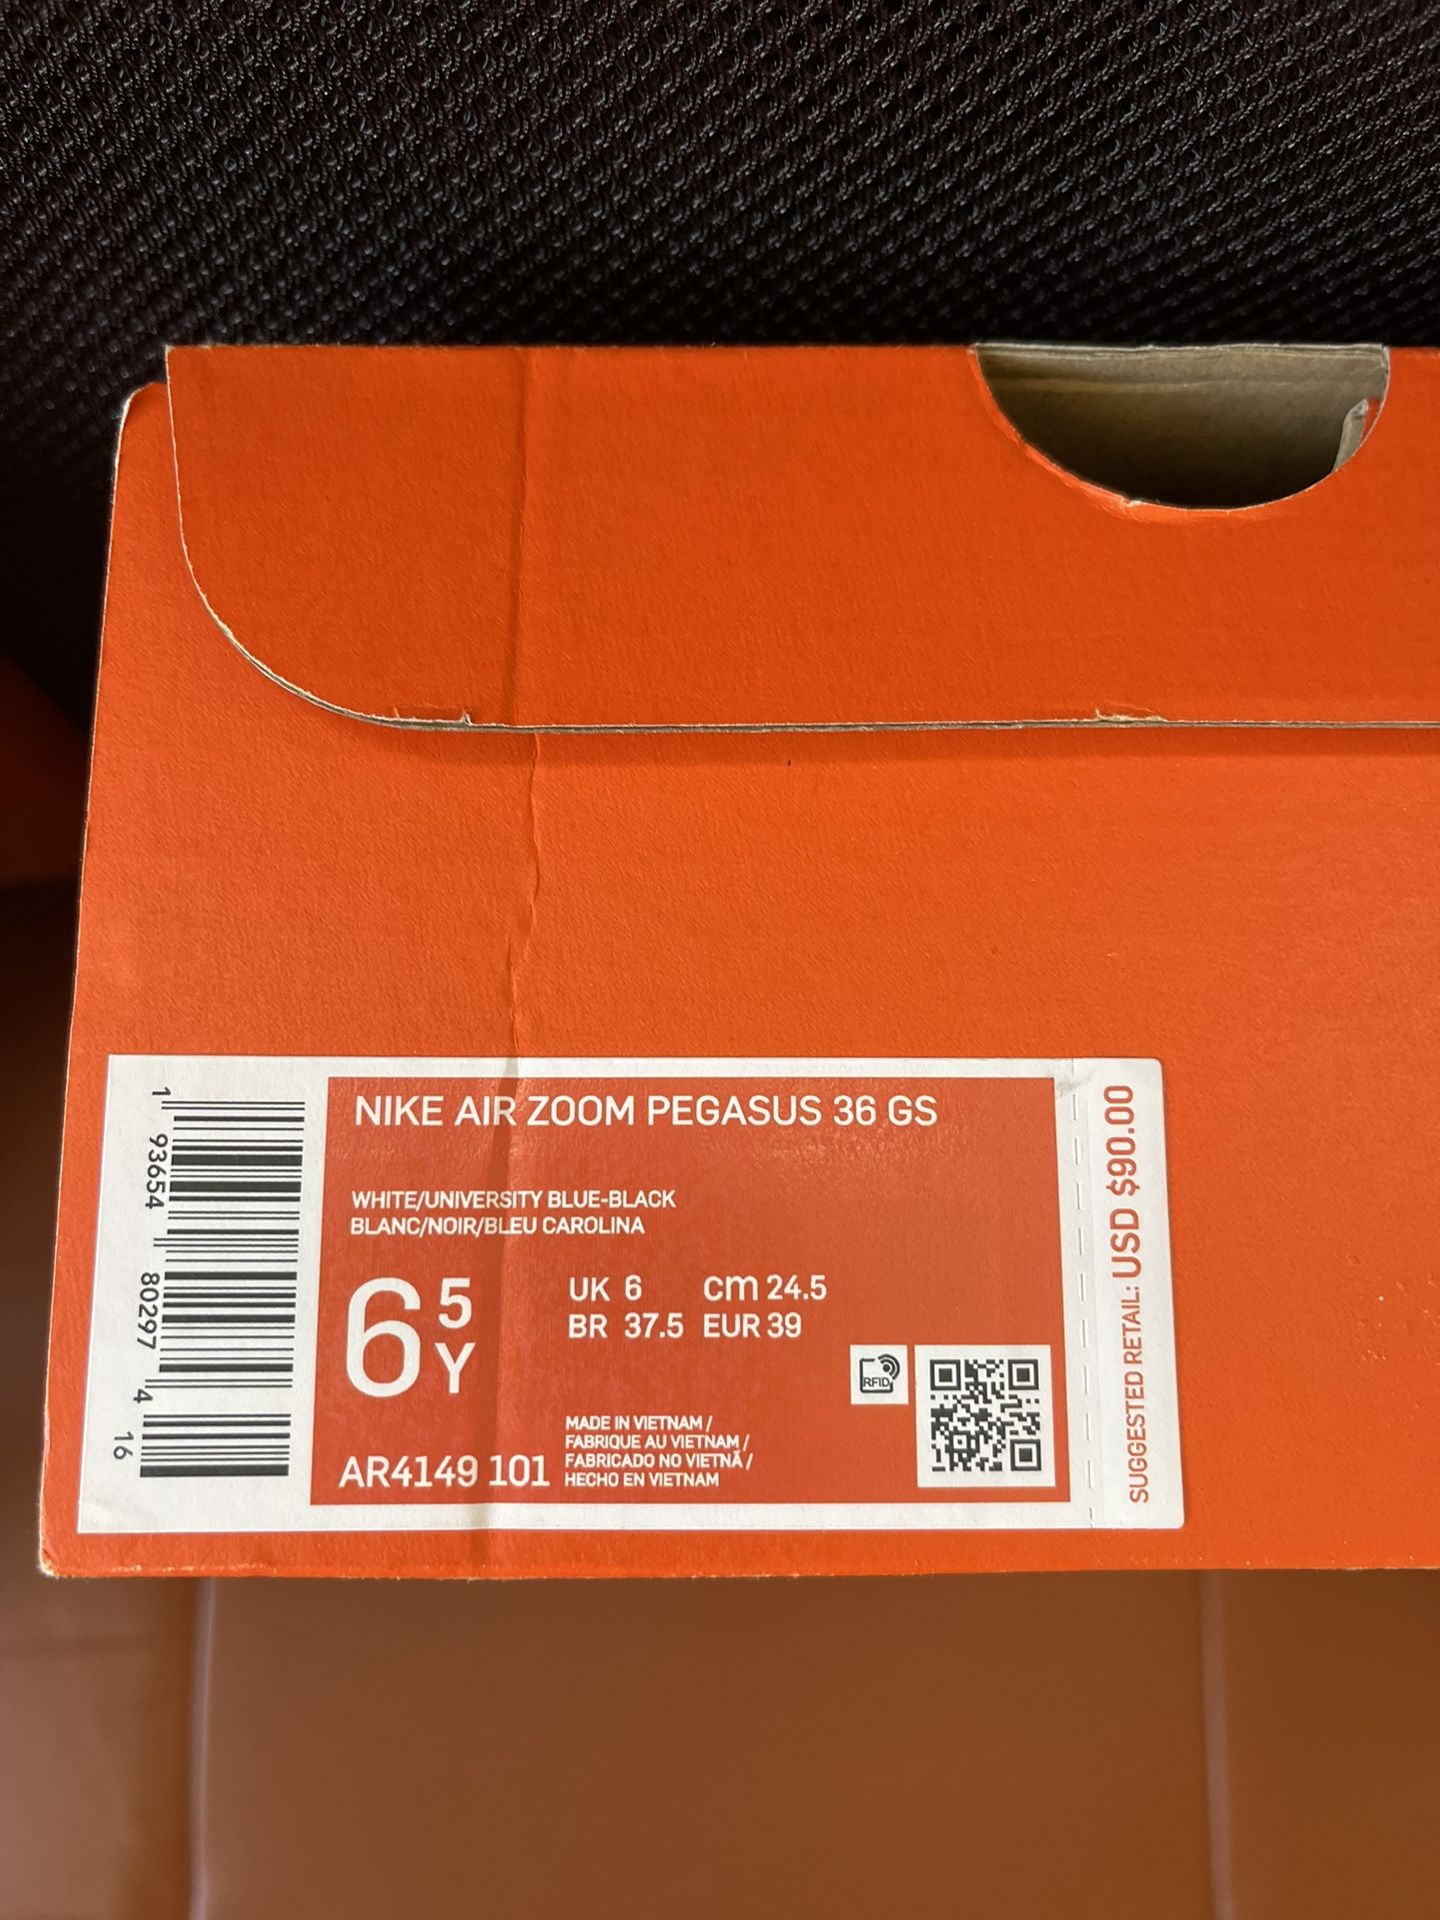 NIKE AIR ZOOM PEGASUS 36 GS
WHITE/UNIVERSITY BLUE-BLACK
BLANC/NOIR/BLEU CAROLINA
6 5 Y
UK 6 cm 24.5
BR 37.5 EUR 39
RFID
AR4149 101
MADE IN VIETNAM /
FABRIQUE AU VIETNAM /
FABRICADO NO VIETNÃ /
HECHO EN VIETNAM
1 93654 80297 4
16
SUGGESTED RETAIL: USD $90.00